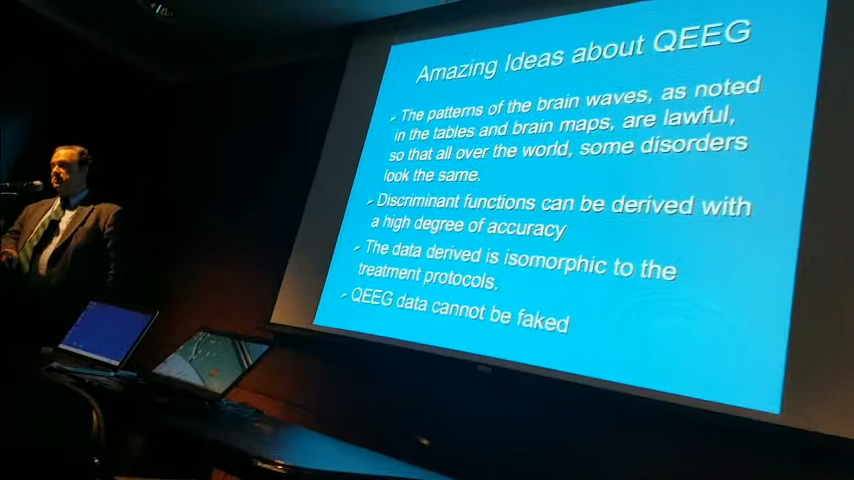 Amazing Ideas about QEEG
The patterns of the brain waves, as noted
in the tables and brain maps, are lawful,
so that all over the world, some disorders
look the same.
Discriminant functions can be derived with
a high degree of accuracy
The data derived is isomorphic to the
treatment protocols.
QEEG data cannot be faked